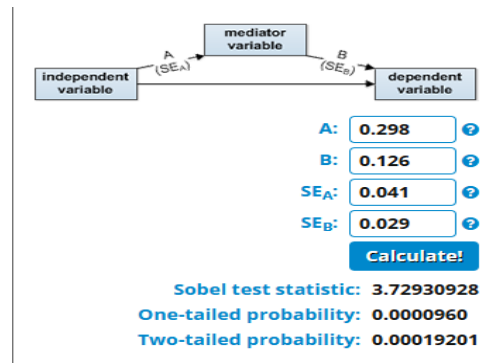 mediator
variable
A
(SEA)
B
(SEB)
independent
variable
dependent
variable
A: 0.298 ?
B: 0.126 ?
SEA: 0.041 ?
SEB: 0.029 ?
Calculate!
Sobel test statistic: 3.72930928
One-tailed probability: 0.0000960
Two-tailed probability: 0.00019201